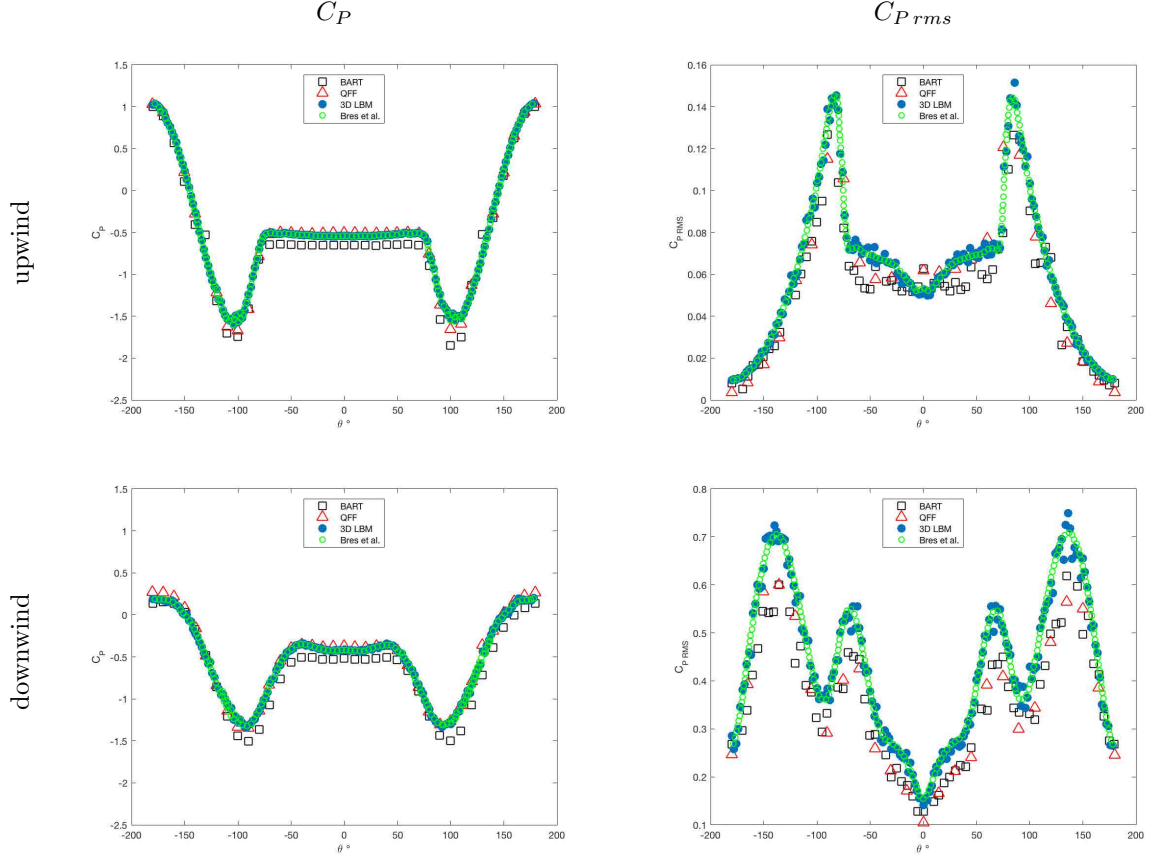 C_P
C_{P rms}
upwind
1.5
1
0.5
0
-0.5
-1
-1.5
-2
-2.5
C_P
BART
QFF
3D LBM
Bres et al.
-200 -150 -100 -50 0 50 100 150 200
θ °
0.16
0.14
0.12
0.1
0.08
0.06
0.04
0.02
0
C_{P RMS}
BART
QFF
3D LBM
Bres et al.
-200 -150 -100 -50 0 50 100 150 200
θ °
downwind
1.5
1
0.5
0
-0.5
-1
-1.5
-2
-2.5
C_P
BART
QFF
3D LBM
Bres et al.
-200 -150 -100 -50 0 50 100 150 200
θ °
0.8
0.7
0.6
0.5
0.4
0.3
0.2
0.1
C_{P RMS}
BART
QFF
3D LBM
Bres et al.
-200 -150 -100 -50 0 50 100 150 200
θ °